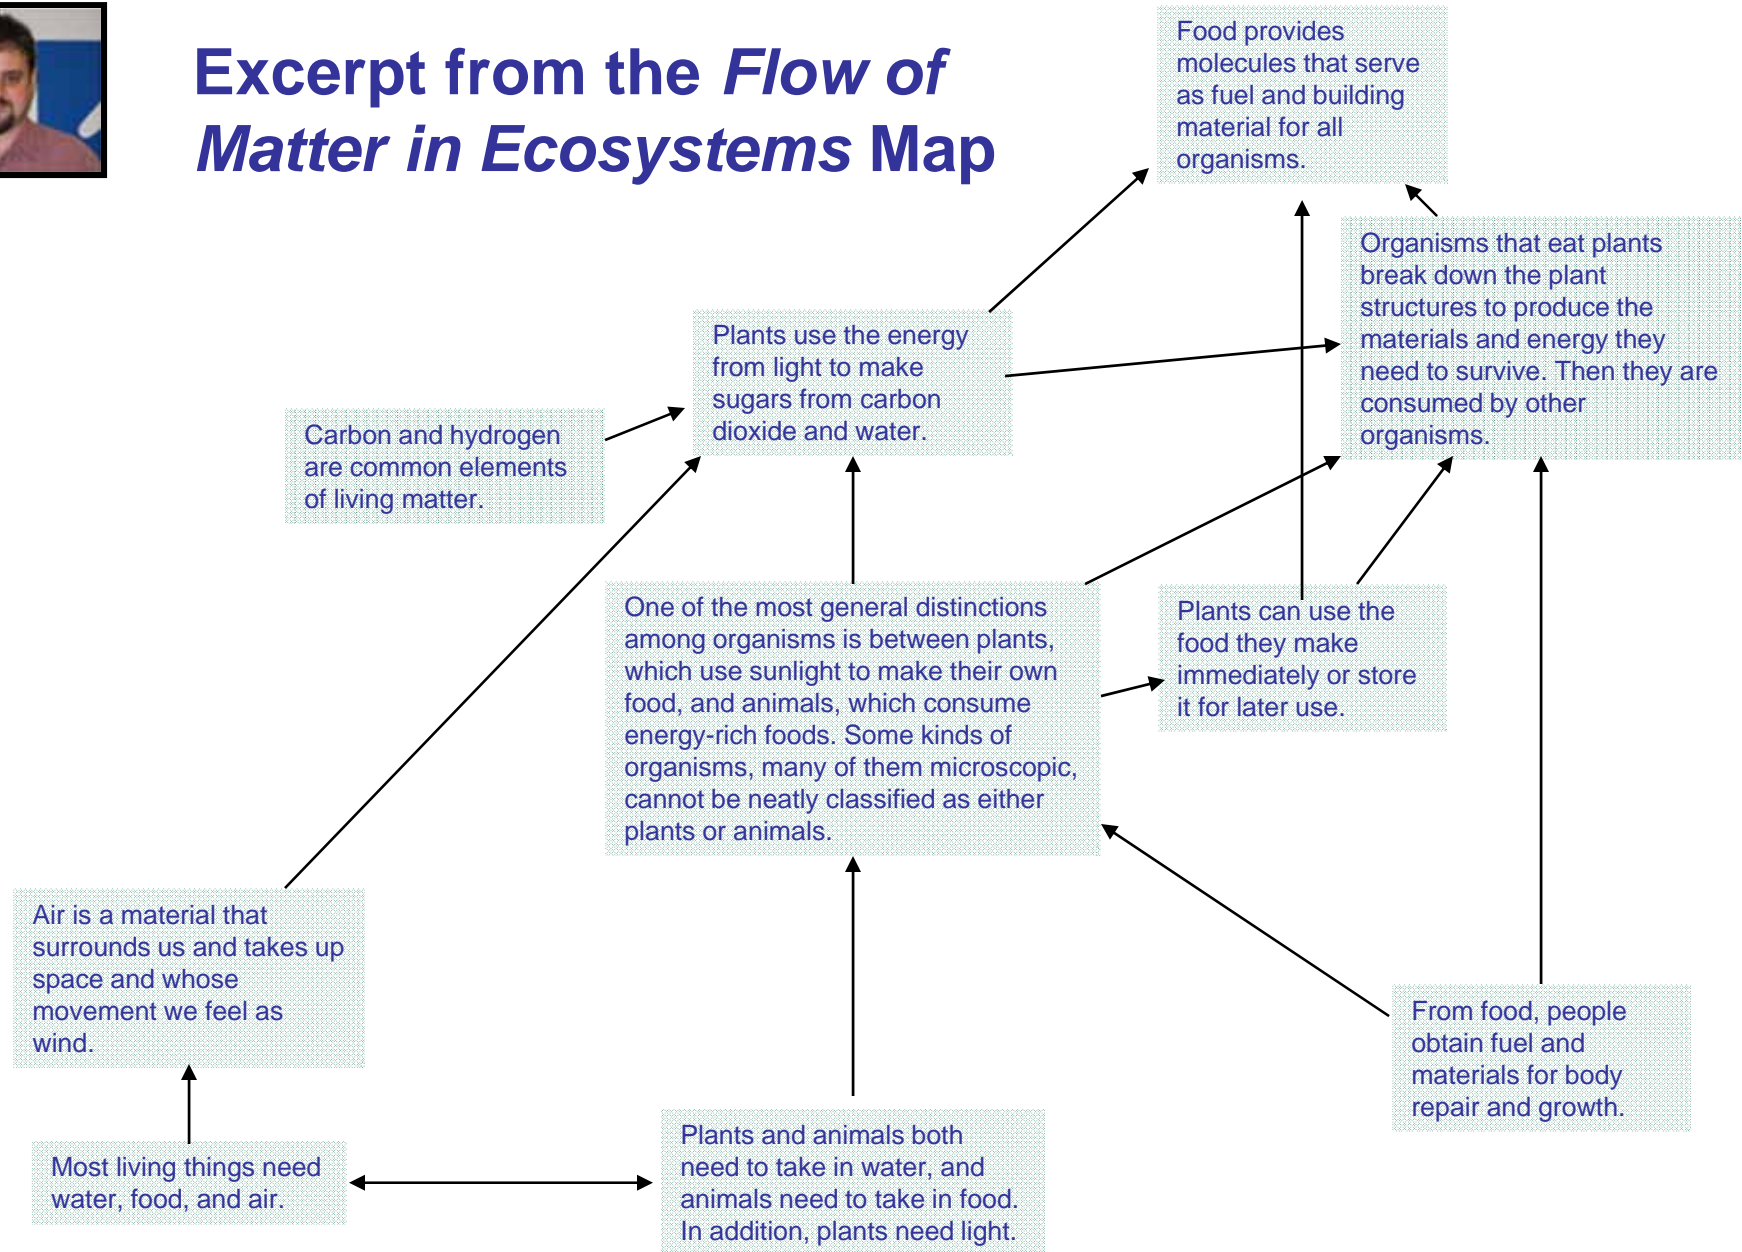 Excerpt from the Flow of
Matter in Ecosystems Map
Food provides
molecules that serve
as fuel and building
material for all
organisms.
Organisms that eat plants
break down the plant
structures to produce the
materials and energy they
need to survive. Then they are
consumed by other
organisms.
Plants use the energy
from light to make
sugars from carbon
dioxide and water.
Carbon and hydrogen
are common elements
of living matter.
One of the most general distinctions
among organisms is between plants,
which use sunlight to make their own
food, and animals, which consume
energy-rich foods. Some kinds of
organisms, many of them microscopic,
cannot be neatly classified as either
plants or animals.
Plants can use the
food they make
immediately or store
it for later use.
Air is a material that
surrounds us and takes up
space and whose
movement we feel as
wind.
From food, people
obtain fuel and
materials for body
repair and growth.
Most living things need
water, food, and air.
Plants and animals both
need to take in water, and
animals need to take in food.
In addition, plants need light.